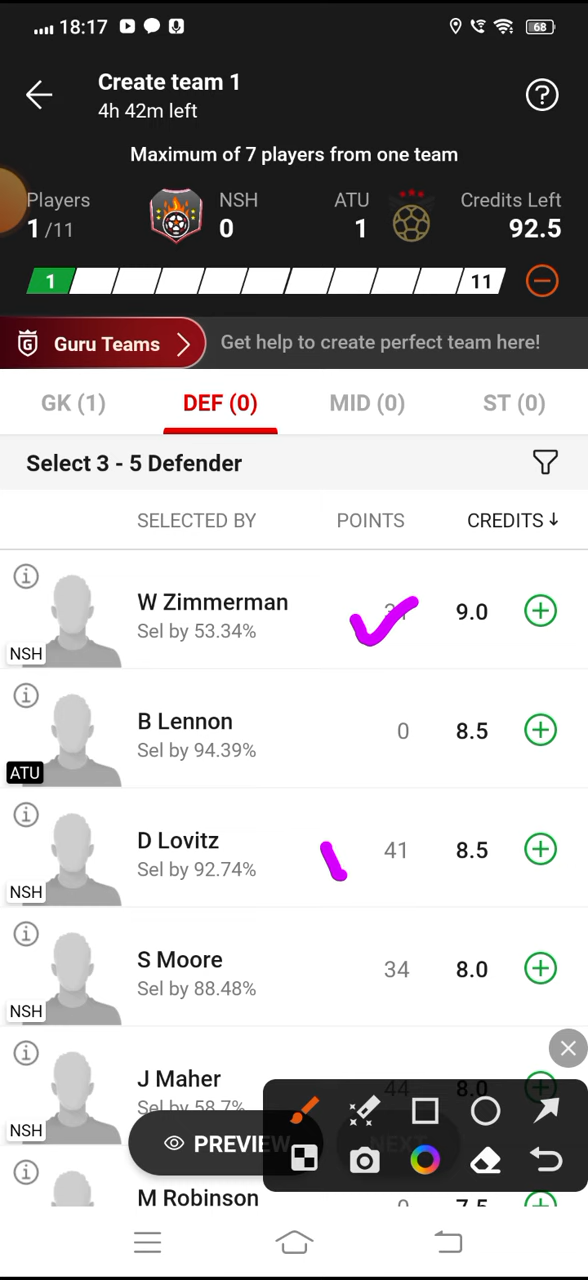 18:17
68
Create team 1
4h 42m left
Maximum of 7 players from one team
Players
1 /11
NSH
0
ATU
1
Credits Left
92.5
1
11
G Guru Teams
Get help to create perfect team here!
GK (1) DEF (0) MID (0) ST (0)
Select 3 - 5 Defender
SELECTED BY POINTS CREDITS ↓
W Zimmerman
Sel by 53.34%
9.0
NSH
B Lennon
Sel by 94.39%
0 8.5
ATU
D Lovitz
Sel by 92.74%
41 8.5
NSH
S Moore
Sel by 88.48%
34 8.0
NSH
J Maher
Sel by 58.7%
44 8.0
NSH
PREVIEW
NEXT
M Robinson